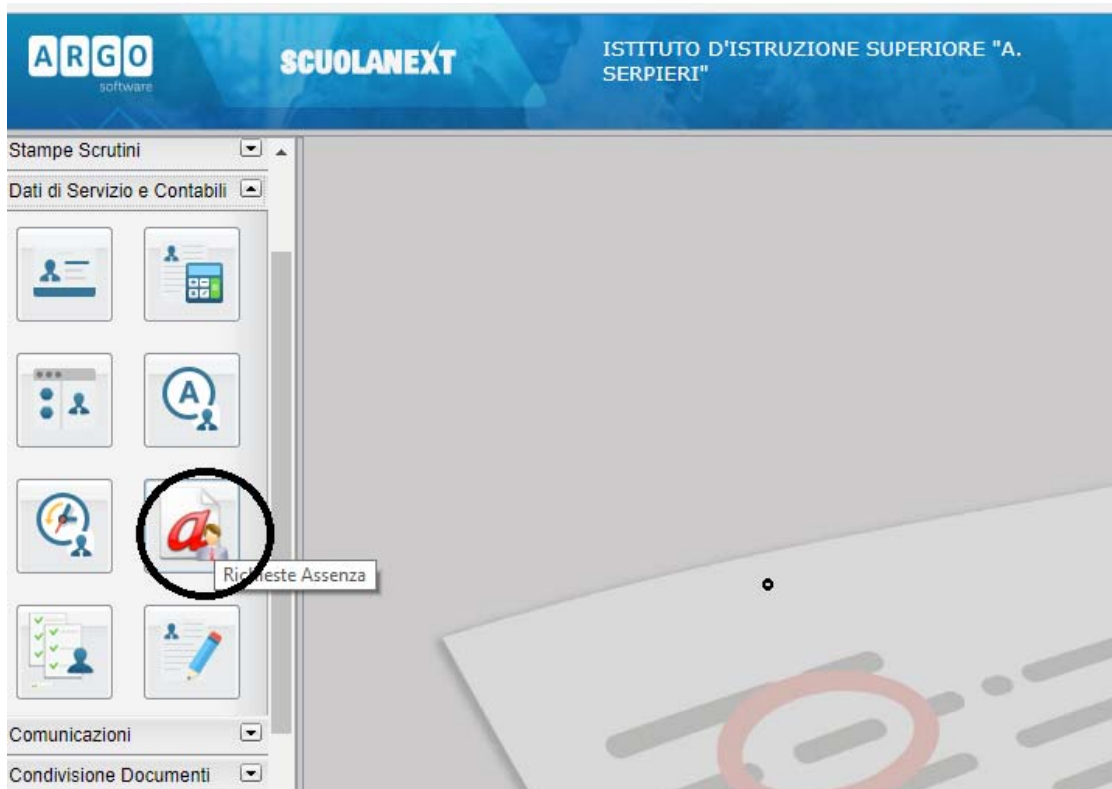 ARGO
software
SCUOLANEXT
ISTITUTO D'ISTRUZIONE SUPERIORE "A.
SERPIERI"
Stampe Scrutini
Dati di Servizio e Contabili
A
a
Richieste Assenza
Comunicazioni
Condivisione Documenti